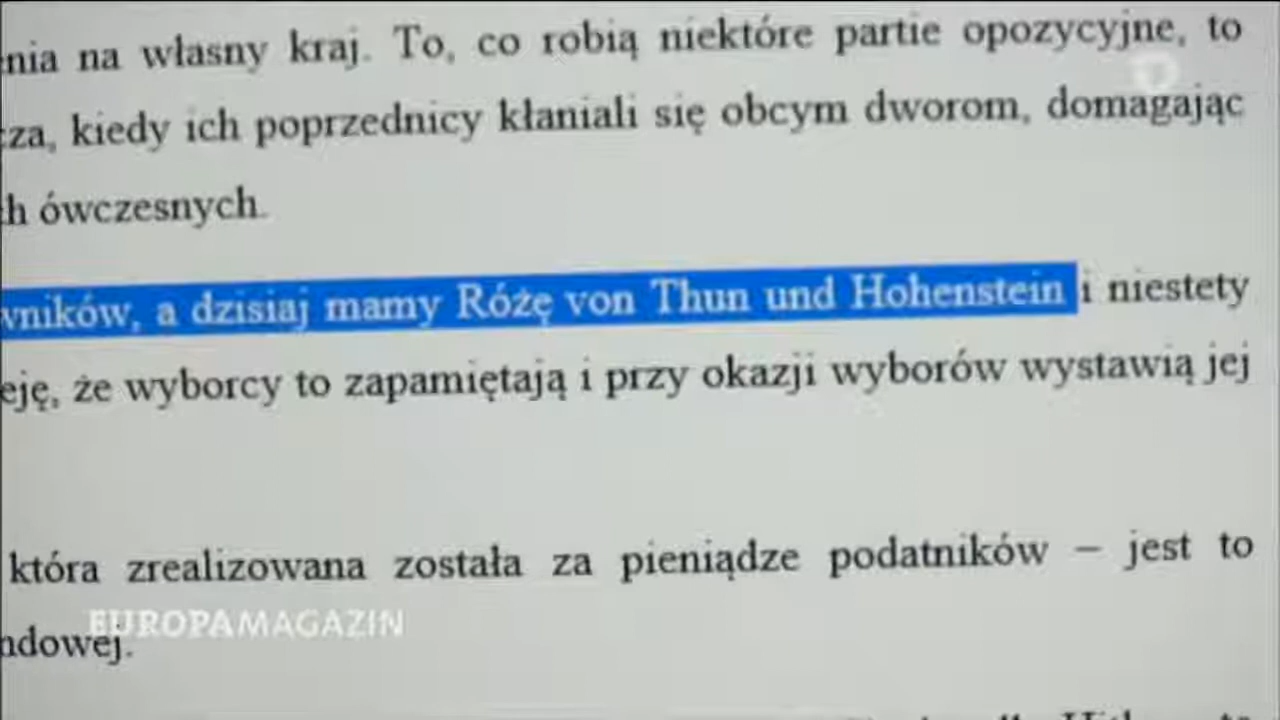 nia na własny kraj. To, co robią niektóre partie opozycyjne, to
cza, kiedy ich poprzednicy kłaniali się obcym dworom, domagając
h ówczesnych.
wników, a dzisiaj mamy Różę von Thun und Hohenstein i niestety
eję, że wyborcy to zapamiętają i przy okazji wyborów wystawią jej
która zrealizowana została za pieniądze podatników – jest to
EUROPAMAGAZIN
ndowej.